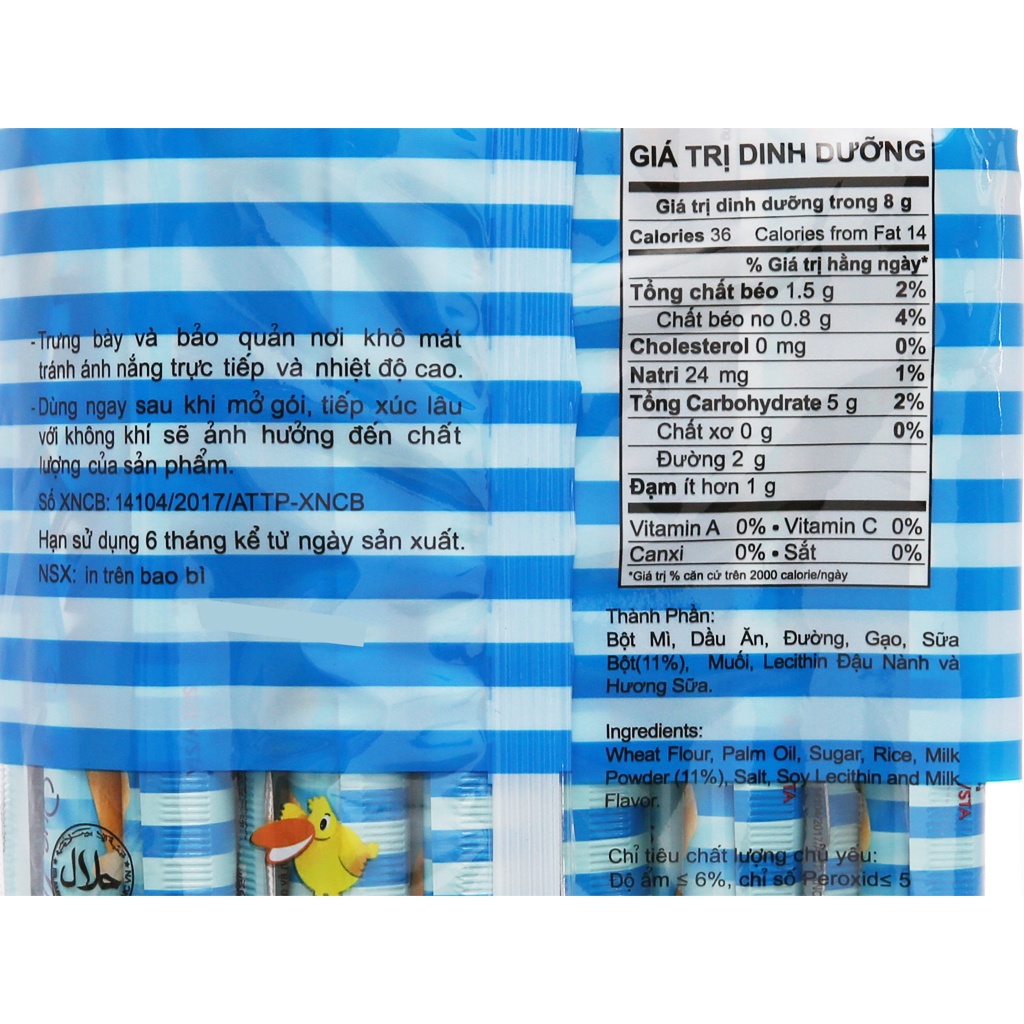 -Trưng bày và bảo quản nơi khô mát
tránh ánh nắng trực tiếp và nhiệt độ cao.
-Dùng ngay sau khi mở gói, tiếp xúc lâu
với không khí sẽ ảnh hưởng đến chất
lượng của sản phẩm.
Số XNCB: 14104/2017/ATTP-XNCB
Hạn sử dụng 6 tháng kể từ ngày sản xuất.
NSX: in trên bao bì
GIÁ TRỊ DINH DƯỠNG
Giá trị dinh dưỡng trong 8 g
Calories 36 Calories from Fat 14
% Giá trị hằng ngày*
Tổng chất béo 1.5 g 2%
Chất béo no 0.8 g 4%
Cholesterol 0 mg 0%
Natri 24 mg 1%
Tổng Carbohydrate 5 g 2%
Chất xơ 0 g 0%
Đường 2 g
Đạm ít hơn 1 g
Vitamin A 0% • Vitamin C 0%
Canxi 0% • Sắt 0%
*Giá trị % căn cứ trên 2000 calorie/ngày
Thành Phần:
Bột Mì, Dầu Ăn, Đường, Gạo, Sữa
Bột(11%), Muối, Lecithin Đậu Nành và
Hương Sữa.
Ingredients:
Wheat Flour, Palm Oil, Sugar, Rice, Milk
Powder (11%), Salt, Soy Lecithin and Milk
Flavor.
Chỉ tiêu chất lượng chủ yếu:
Độ ẩm ≤ 6%, chỉ số Peroxid≤ 5
حلال